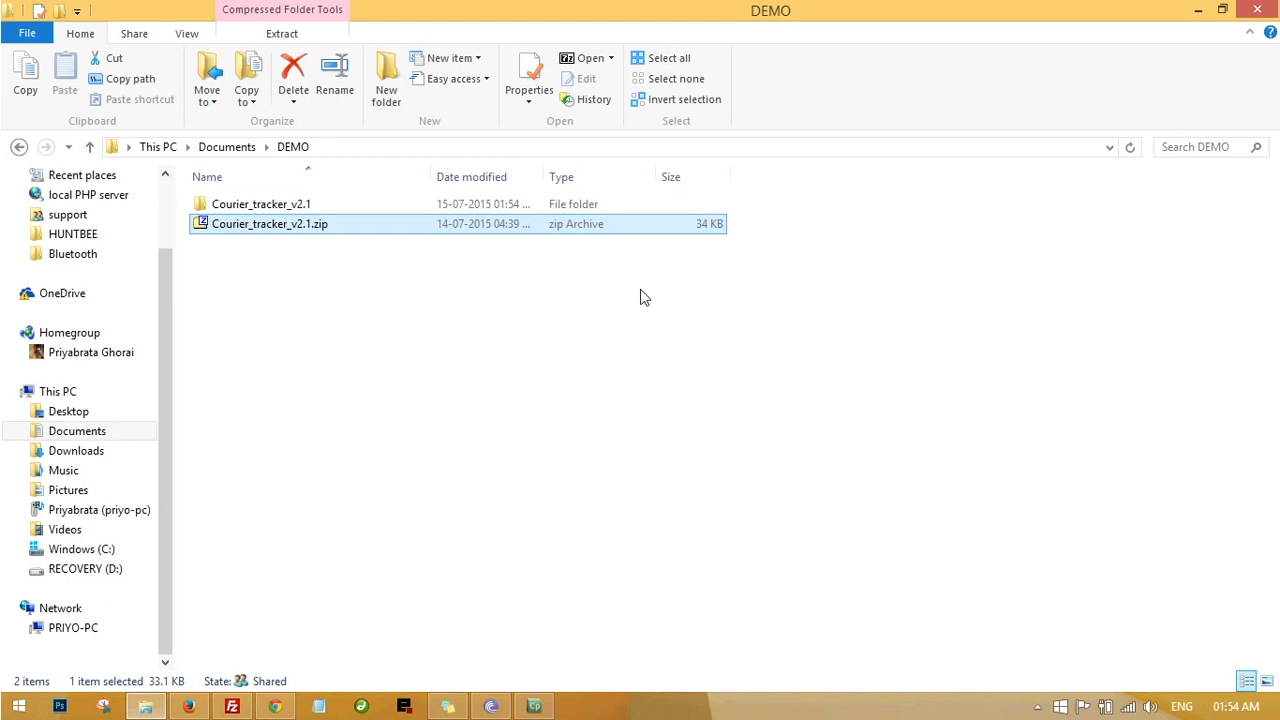 Compressed Folder Tools
DEMO
File
Home
Share
View
Extract
Copy
Paste
Cut
Copy path
Paste shortcut
Clipboard
Move to
Copy to
Delete
Rename
Organize
New folder
New item
Easy access
New
Properties
Open
Edit
History
Open
Select all
Select none
Invert selection
Select
This PC
Documents
DEMO
Search DEMO
Name
Date modified
Type
Size
Courier_tracker_v2.1
15-07-2015 01:54 ...
File folder
Courier_tracker_v2.1.zip
14-07-2015 04:39 ...
zip Archive
34 KB
Recent places
local PHP server
support
HUNTBEE
Bluetooth
OneDrive
Homegroup
Priyabrata Ghorai
This PC
Desktop
Documents
Downloads
Music
Pictures
Priyabrata (priyo-pc)
Videos
Windows (C:)
RECOVERY (D:)
Network
PRIYO-PC
2 items
1 item selected 33.1 KB
State:
Shared
Ps
Fz
Cp
ENG
01:54 AM